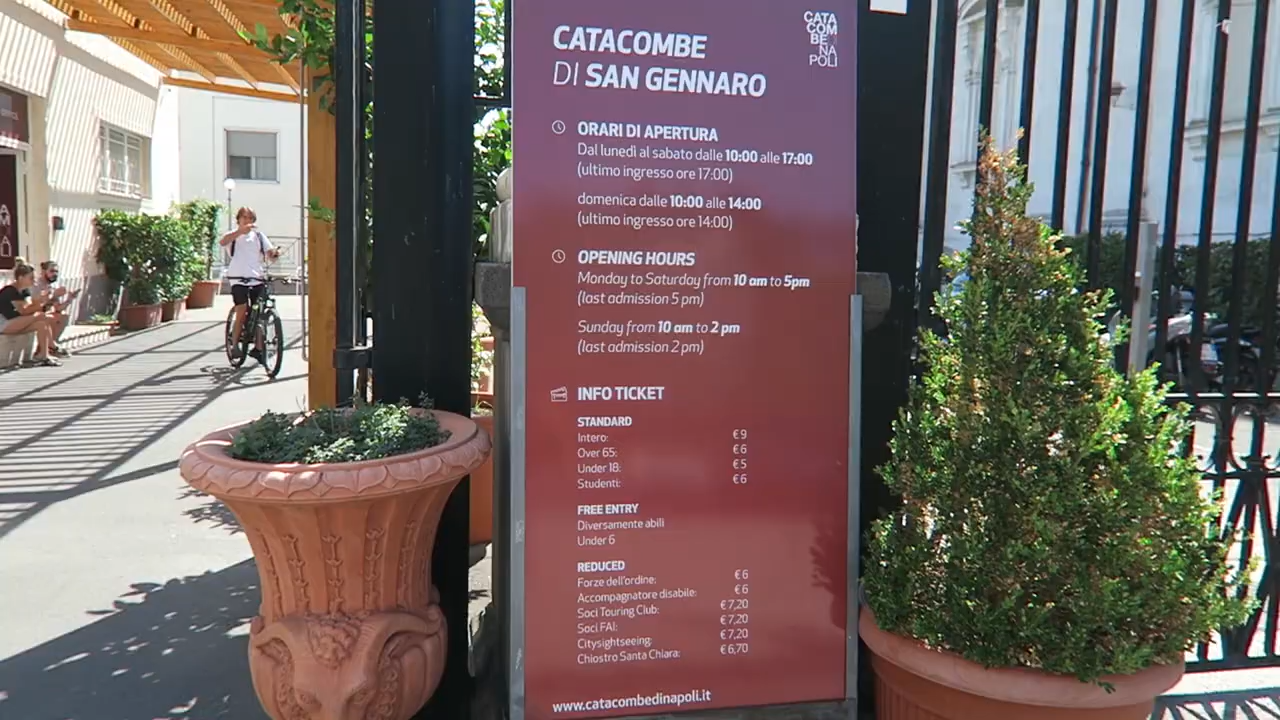 CATACOMBE
DI SAN GENNARO
CATA
COM
BE DI
NA
POLI
ORARI DI APERTURA
Dal lunedì al sabato dalle 10:00 alle 17:00
(ultimo ingresso ore 17:00)
domenica dalle 10:00 alle 14:00
(ultimo ingresso ore 14:00)
OPENING HOURS
Monday to Saturday from 10 am to 5pm
(last admission 5 pm)
Sunday from 10 am to 2 pm
(last admission 2 pm)
INFO TICKET
STANDARD
Intero: € 9
Over 65: € 6
Under 18: € 5
Studenti: € 6
FREE ENTRY
Diversamente abili
Under 6
REDUCED
Forze dell'ordine: € 6
Accompagnatore disabile: € 6
Soci Touring Club: € 7,20
Soci FAI: € 7,20
Citysightseeing: € 7,20
Chiostro Santa Chiara: € 6,70
www.catacombedinapoli.it